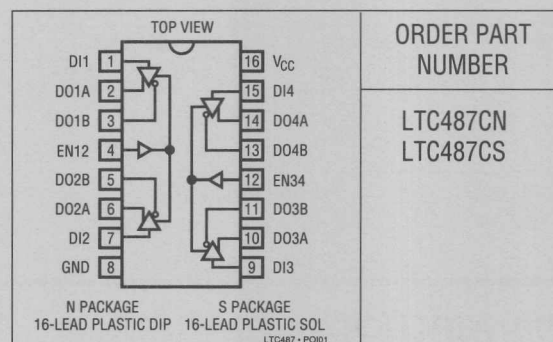 TOP VIEW
DI1 1
DO1A 2
DO1B 3
EN12 4
DO2B 5
DO2A 6
DI2 7
GND 8
16 VCC
15 DI4
14 DO4A
13 DO4B
12 EN34
11 DO3B
10 DO3A
9 DI3
N PACKAGE
16-LEAD PLASTIC DIP
S PACKAGE
16-LEAD PLASTIC SOL
LTC487 • POI01
ORDER PART
NUMBER
LTC487CN
LTC487CS